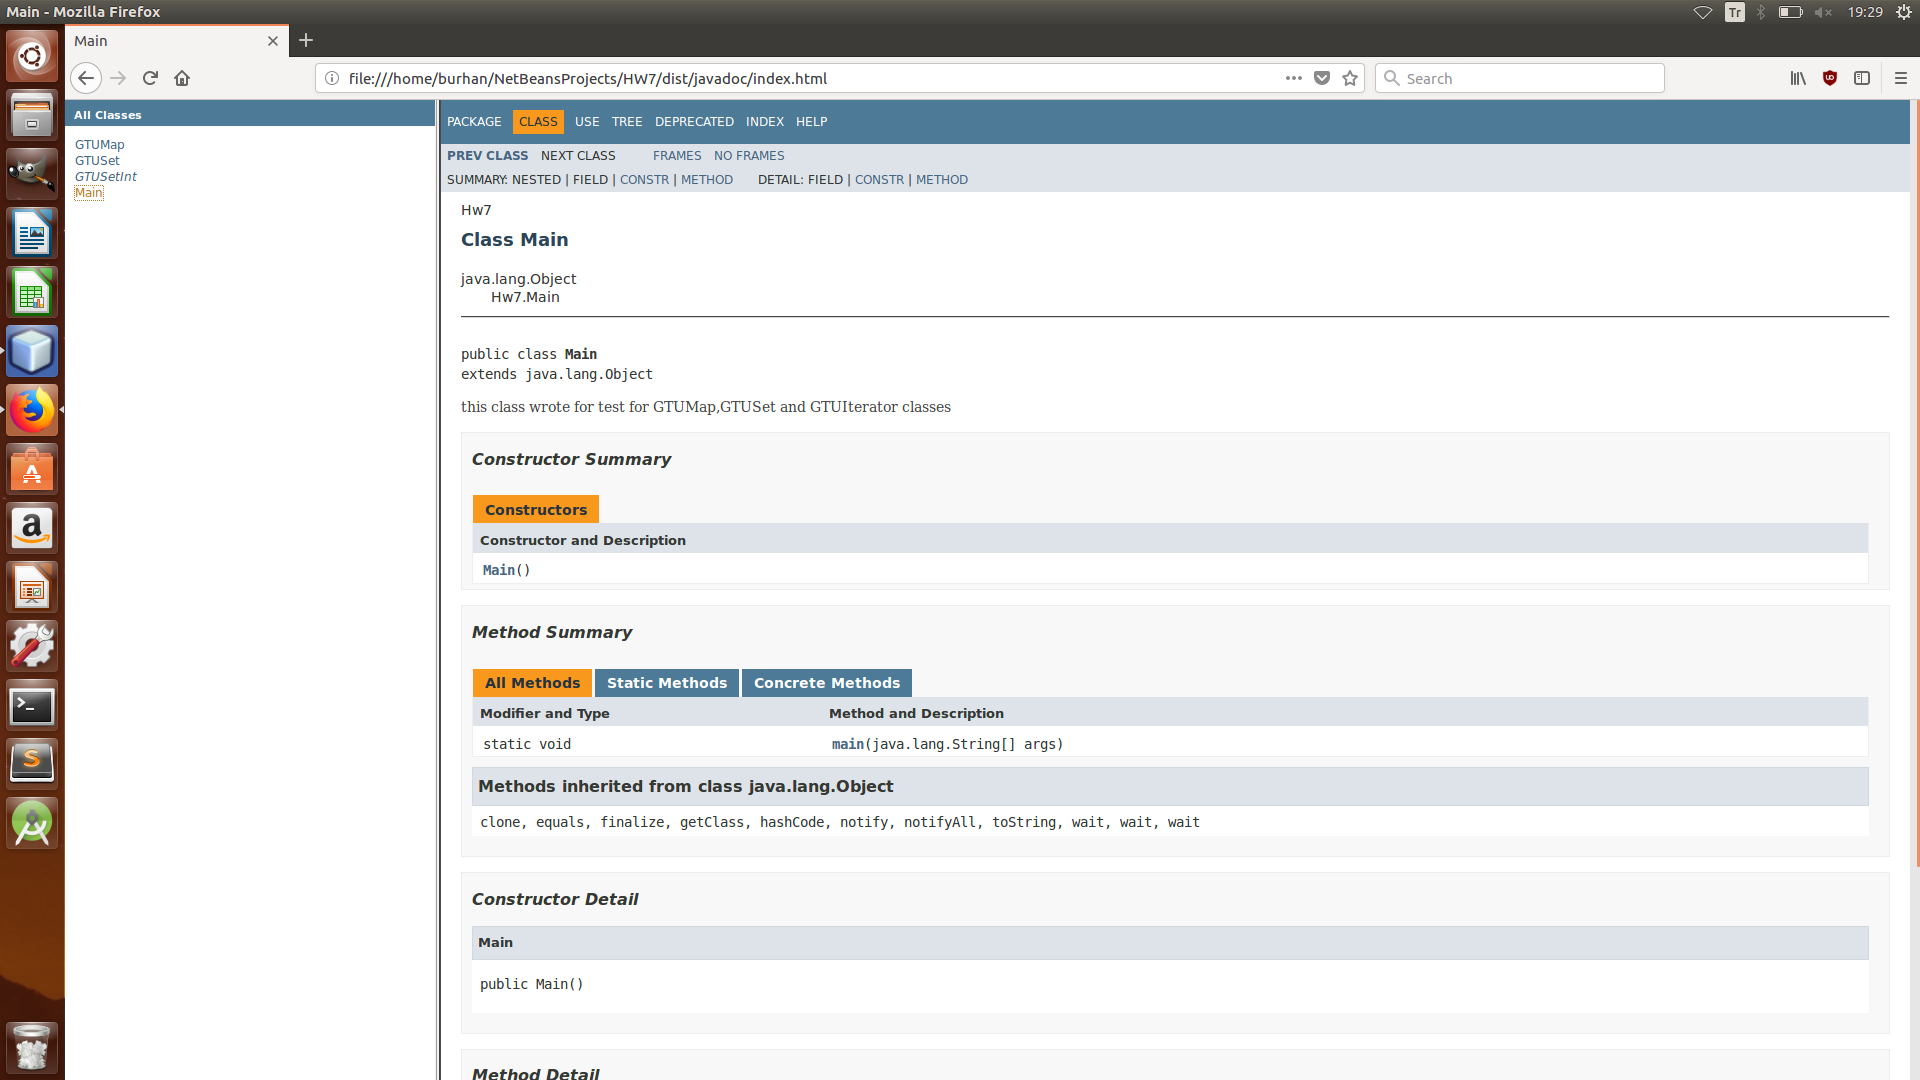 Main - Mozilla Firefox
Tr
19:29
Main
file:///home/burhan/NetBeansProjects/HW7/dist/javadoc/index.html
Search
All Classes
GTUMap
GTUSet
GTUSetInt
Main
PACKAGE CLASS USE TREE DEPRECATED INDEX HELP
PREV CLASS NEXT CLASS FRAMES NO FRAMES
SUMMARY: NESTED | FIELD | CONSTR | METHOD DETAIL: FIELD | CONSTR | METHOD
Hw7
Class Main
java.lang.Object
Hw7.Main
public class Main
extends java.lang.Object
this class wrote for test for GTUMap,GTUSet and GTUIterator classes
Constructor Summary
Constructors
Constructor and Description
Main()
Method Summary
All Methods Static Methods Concrete Methods
Modifier and Type Method and Description
static void main(java.lang.String[] args)
Methods inherited from class java.lang.Object
clone, equals, finalize, getClass, hashCode, notify, notifyAll, toString, wait, wait, wait
Constructor Detail
Main
public Main()
Method Detail